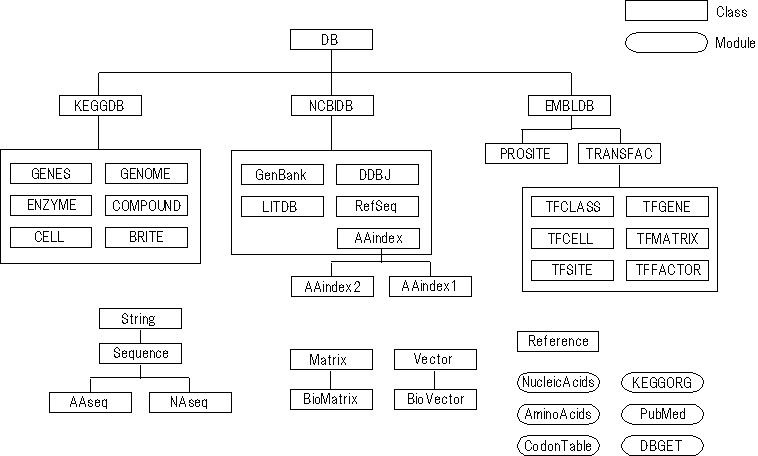 Class
DB
Module
KEGGDB NCBIDB EMBLDB
PROSITE TRANSFAC
GENES GENOME GenBank DDBJ
ENZYME COMPOUND LITDB RefSeq TFCLASS TFGENE
CELL BRITE AAindex TFCELL TFMATRIX
TFSITE TFFACTOR
AAindex2 AAindex1
String
Reference
Sequence Matrix Vector
NucleicAcids KEGGORG
AAseq NAseq BioMatrix BioVector
AminoAcids PubMed
CodonTable DBGET